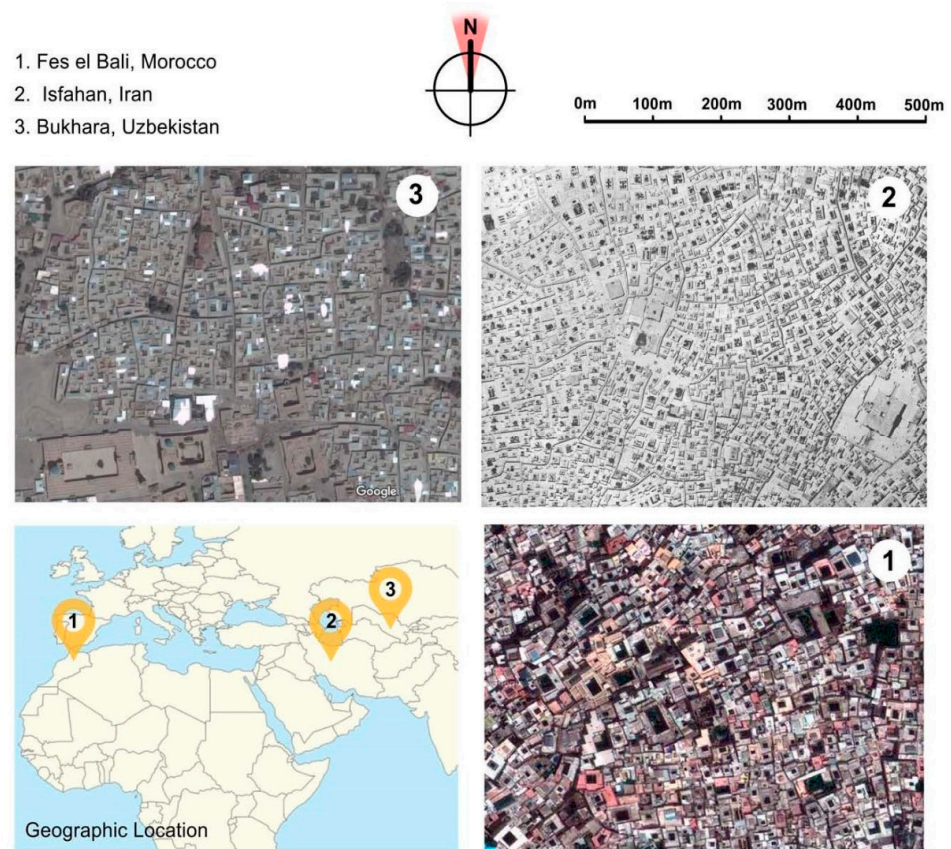 1. Fes el Bali, Morocco
2. Isfahan, Iran
3. Bukhara, Uzbekistan
N
0m 100m 200m 300m 400m 500m
3
2
Google
1
2
3
1
Geographic Location